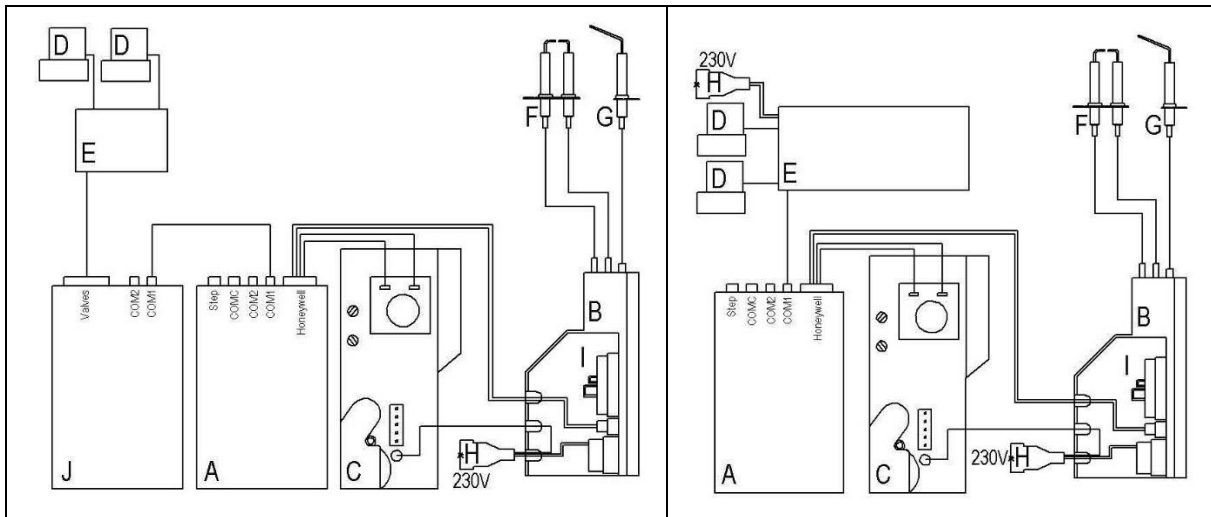 D D
E
F G
Valves COM2 COM1
Step COMC COM2 COM1 Honeywell
B
I
J A C H
230V
230V
H
D
D
E
F G
Step COMC COM2 COM1 Honeywell
B
I
A C H
230V